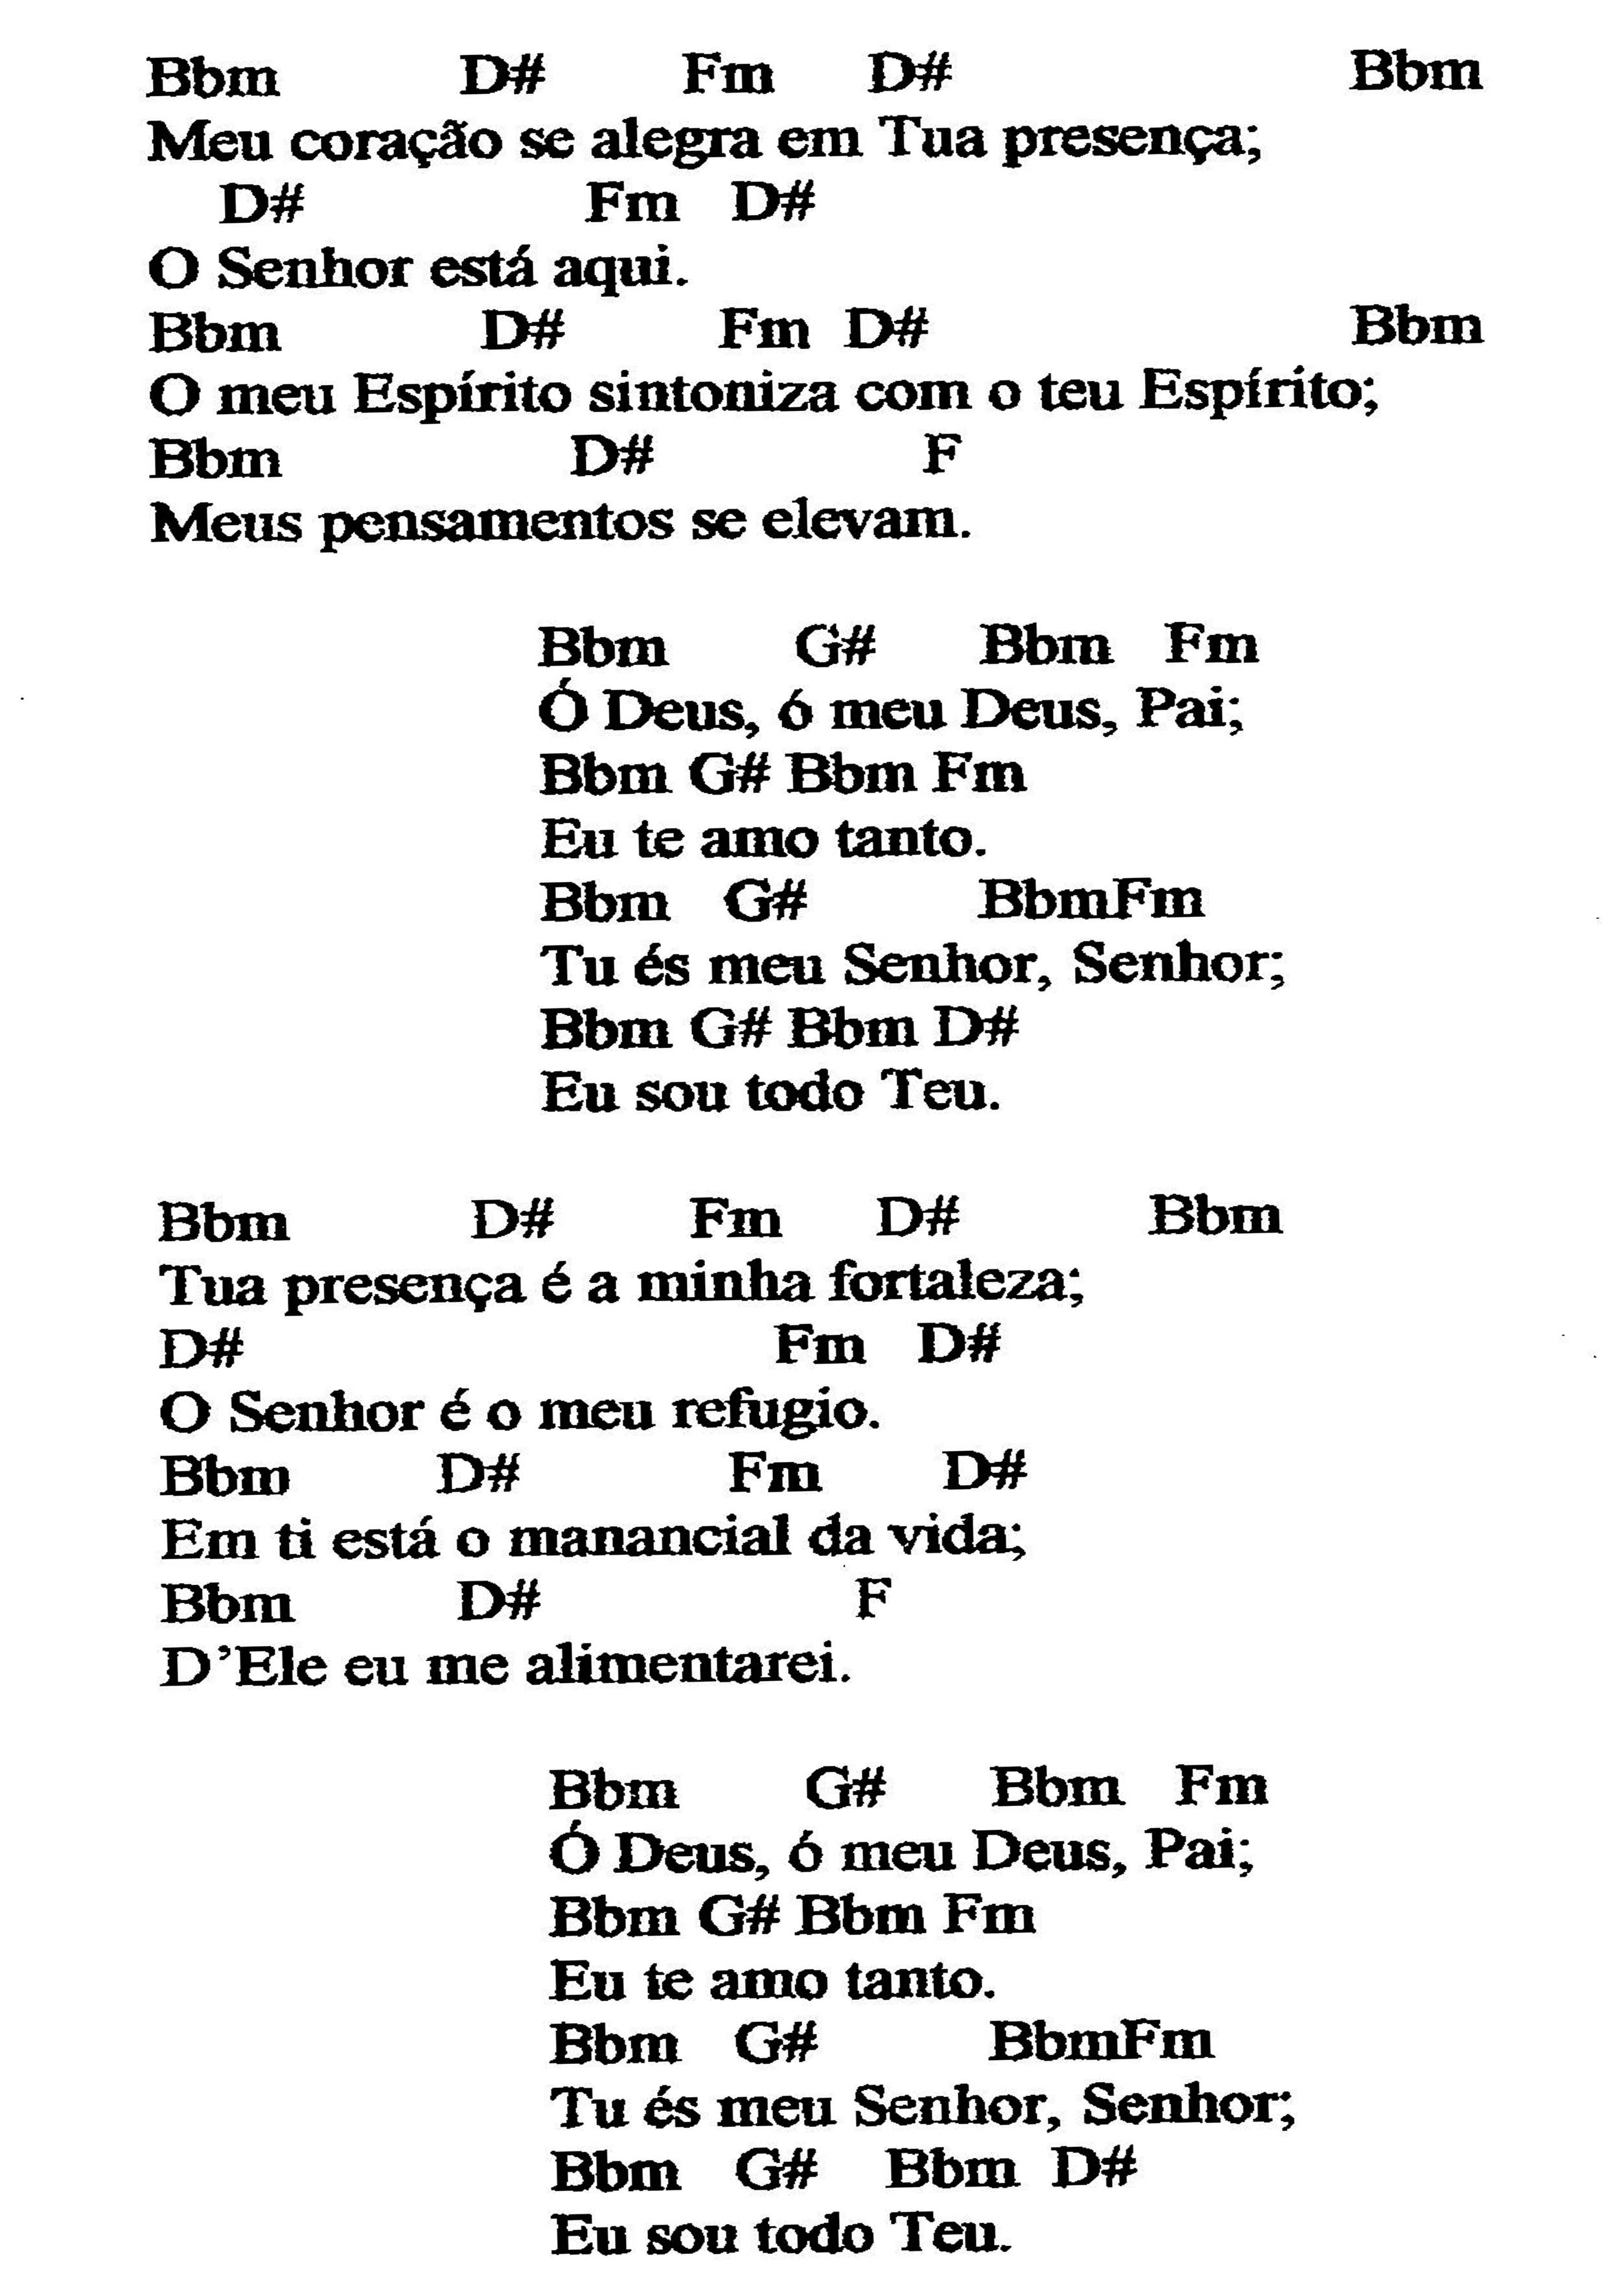 Bbm D# Fm D# Bbm
Meu coração se alegra em Tua presença;
D# Fm D#
O Senhor está aqui.
Bbm D# Fm D# Bbm
O meu Espírito sintoniza com o teu Espírito;
Bbm D# F
Meus pensamentos se elevam.
Bbm G# Bbm Fm
Ó Deus, ó meu Deus, Pai;
Bbm G# Bbm Fm
Eu te amo tanto.
Bbm G# BbmFm
Tu és meu Senhor, Senhor;
Bbm G# Bbm D#
Eu sou todo Teu.
Bbm D# Fm D# Bbm
Tua presença é a minha fortaleza;
D# Fm D#
O Senhor é o meu refugio.
Bbm D# Fm D#
Em ti está o manancial da vida;
Bbm D# F
D’Ele eu me alimentarei.
Bbm G# Bbm Fm
Ó Deus, ó meu Deus, Pai;
Bbm G# Bbm Fm
Eu te amo tanto.
Bbm G# BbmFm
Tu és meu Senhor, Senhor;
Bbm G# Bbm D#
Eu sou todo Teu.